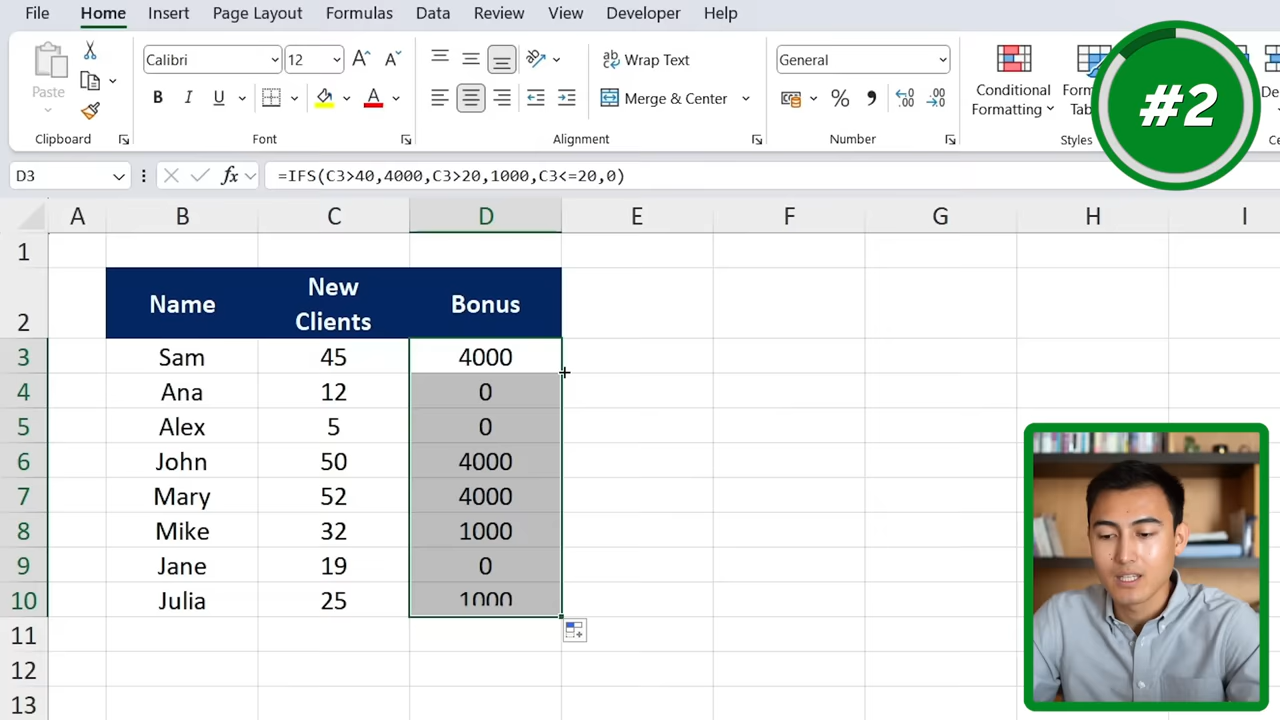 File Home Insert Page Layout Formulas Data Review View Developer Help
Paste
Clipboard
Calibri 12 A A
B I U A
Font
ab Wrap Text
Merge & Center
Alignment
General
%
Number
Conditional
Formatting
Styles
#2
D3 fx =IFS(C3>40,4000,C3>20,1000,C3<=20,0)
A B C D E F G H I
1
2 Name New Clients Bonus
3 Sam 45 4000
4 Ana 12 0
5 Alex 5 0
6 John 50 4000
7 Mary 52 4000
8 Mike 32 1000
9 Jane 19 0
10 Julia 25 1000
11
12
13